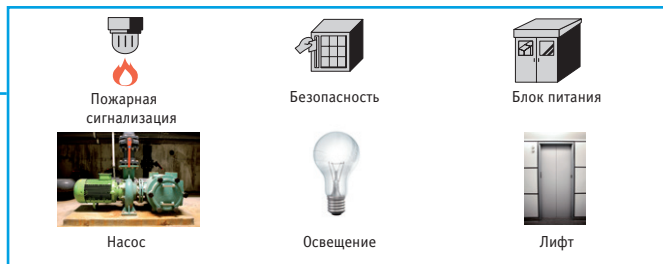 Пожарная
сигнализация
Безопасность
Блок питания
Насос
Освещение
Лифт